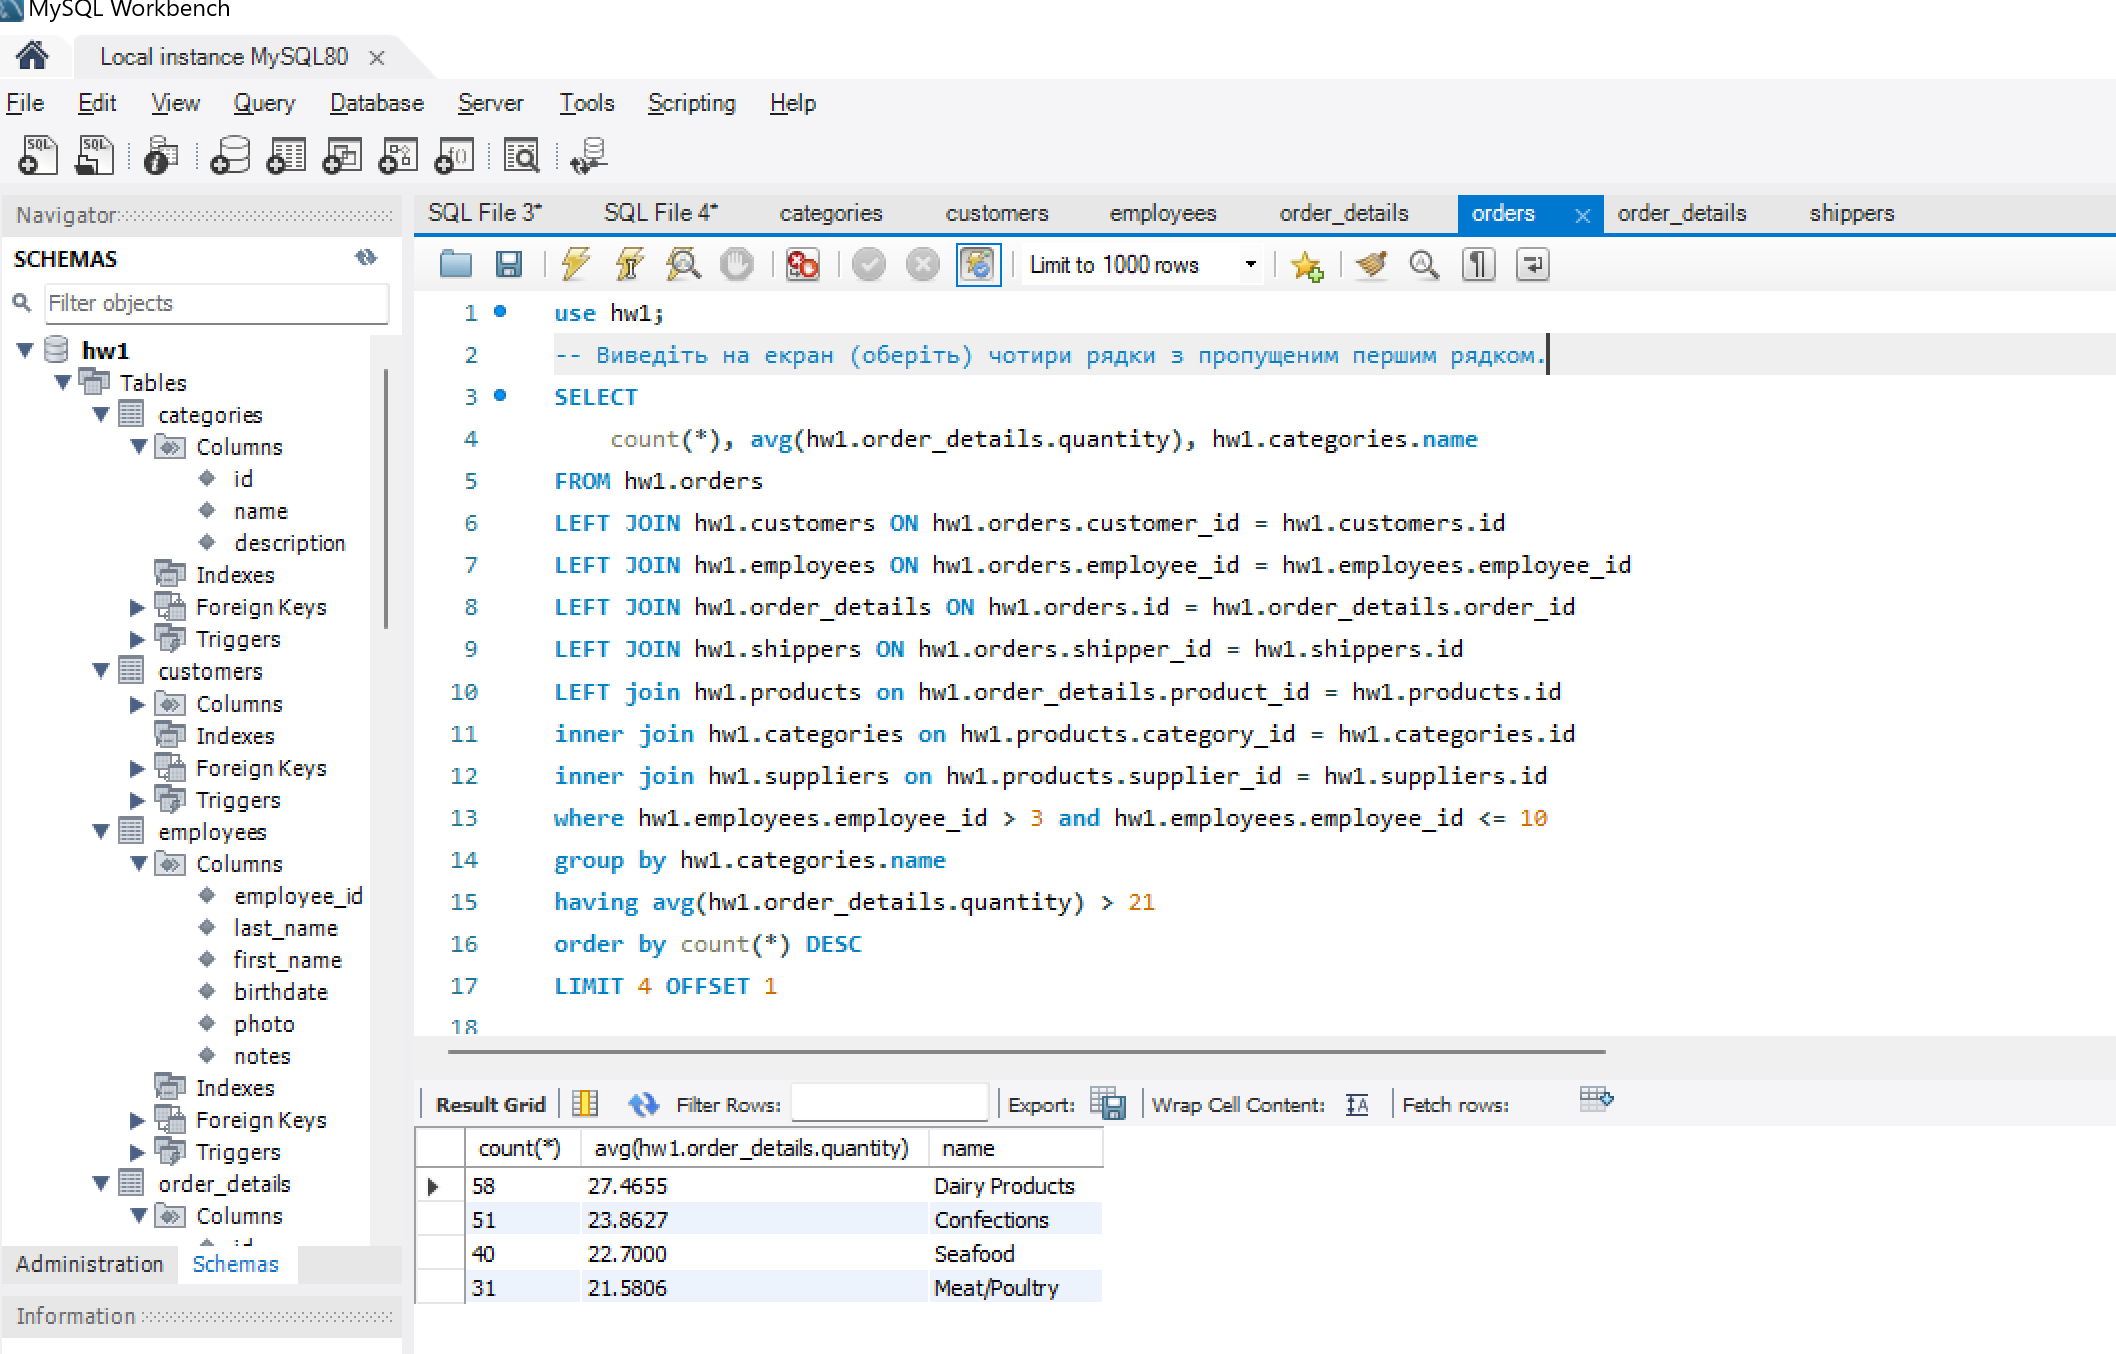 MySQL Workbench
Local instance MySQL80
File Edit View Query Database Server Tools Scripting Help
Navigator
SCHEMAS
Filter objects
hw1
Tables
categories
Columns
id
name
description
Indexes
Foreign Keys
Triggers
customers
Columns
Indexes
Foreign Keys
Triggers
employees
Columns
employee_id
last_name
first_name
birthdate
photo
notes
Indexes
Foreign Keys
Triggers
order_details
Columns
Administration Schemas
Information
SQL File 3* SQL File 4* categories customers employees order_details orders order_details shippers
Limit to 1000 rows
1 use hw1;
2 -- Виведіть на екран (оберіть) чотири рядки з пропущеним першим рядком.
3 SELECT
4 count(*), avg(hw1.order_details.quantity), hw1.categories.name
5 FROM hw1.orders
6 LEFT JOIN hw1.customers ON hw1.orders.customer_id = hw1.customers.id
7 LEFT JOIN hw1.employees ON hw1.orders.employee_id = hw1.employees.employee_id
8 LEFT JOIN hw1.order_details ON hw1.orders.id = hw1.order_details.order_id
9 LEFT JOIN hw1.shippers ON hw1.orders.shipper_id = hw1.shippers.id
10 LEFT join hw1.products on hw1.order_details.product_id = hw1.products.id
11 inner join hw1.categories on hw1.products.category_id = hw1.categories.id
12 inner join hw1.suppliers on hw1.products.supplier_id = hw1.suppliers.id
13 where hw1.employees.employee_id > 3 and hw1.employees.employee_id <= 10
14 group by hw1.categories.name
15 having avg(hw1.order_details.quantity) > 21
16 order by count(*) DESC
17 LIMIT 4 OFFSET 1
18
Result Grid Filter Rows: Export: Wrap Cell Content: Fetch rows:
count(*) avg(hw1.order_details.quantity) name
58 27.4655 Dairy Products
51 23.8627 Confections
40 22.7000 Seafood
31 21.5806 Meat/Poultry